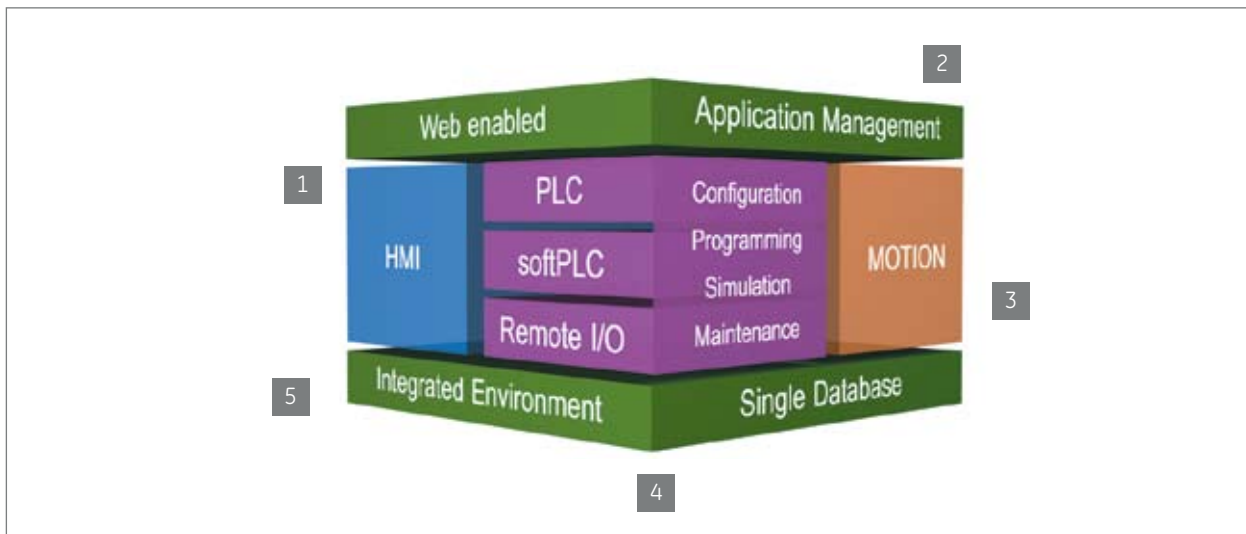 2
Web enabled
Application Management
1
HMI
PLC
softPLC
Remote I/O
Configuration
Programming
Simulation
Maintenance
MOTION
3
5
Integrated Environment
Single Database
4